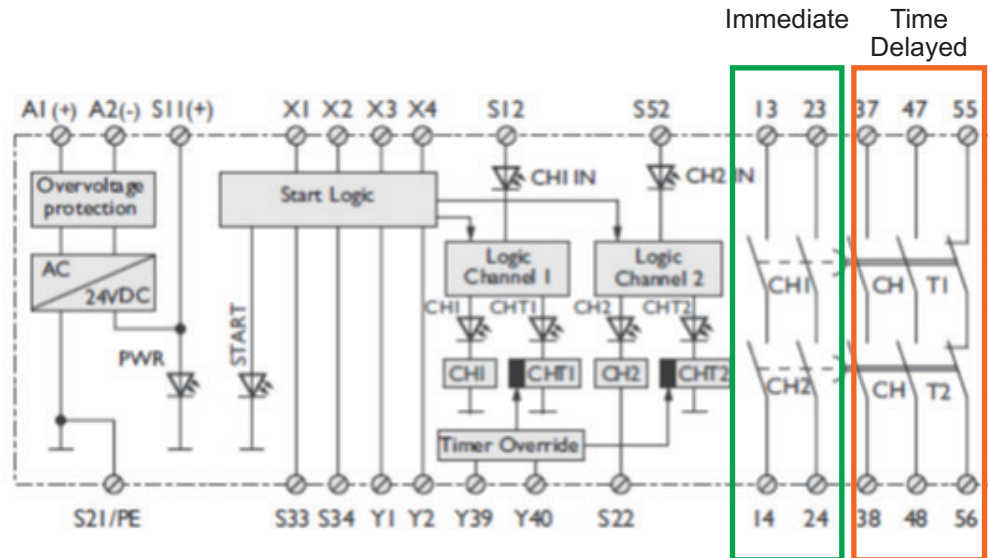 Immediate
Time
Delayed
A1 (+) A2(-) S11(+) X1 X2 X3 X4 S12 S52 13 23 37 47 55
Overvoltage
protection
Start Logic
CH1 IN
CH2 IN
AC
24VDC
Logic
Channel 1
Logic
Channel 2
CH1 CH T1
CH1 CHT1 CH2 CHT2
PWR
START
CH1 CHT1 CH2 CHT2
CH2 CH T2
Timer Override
S21/PE S33 S34 Y1 Y2 Y39 Y40 S22 14 24 38 48 56